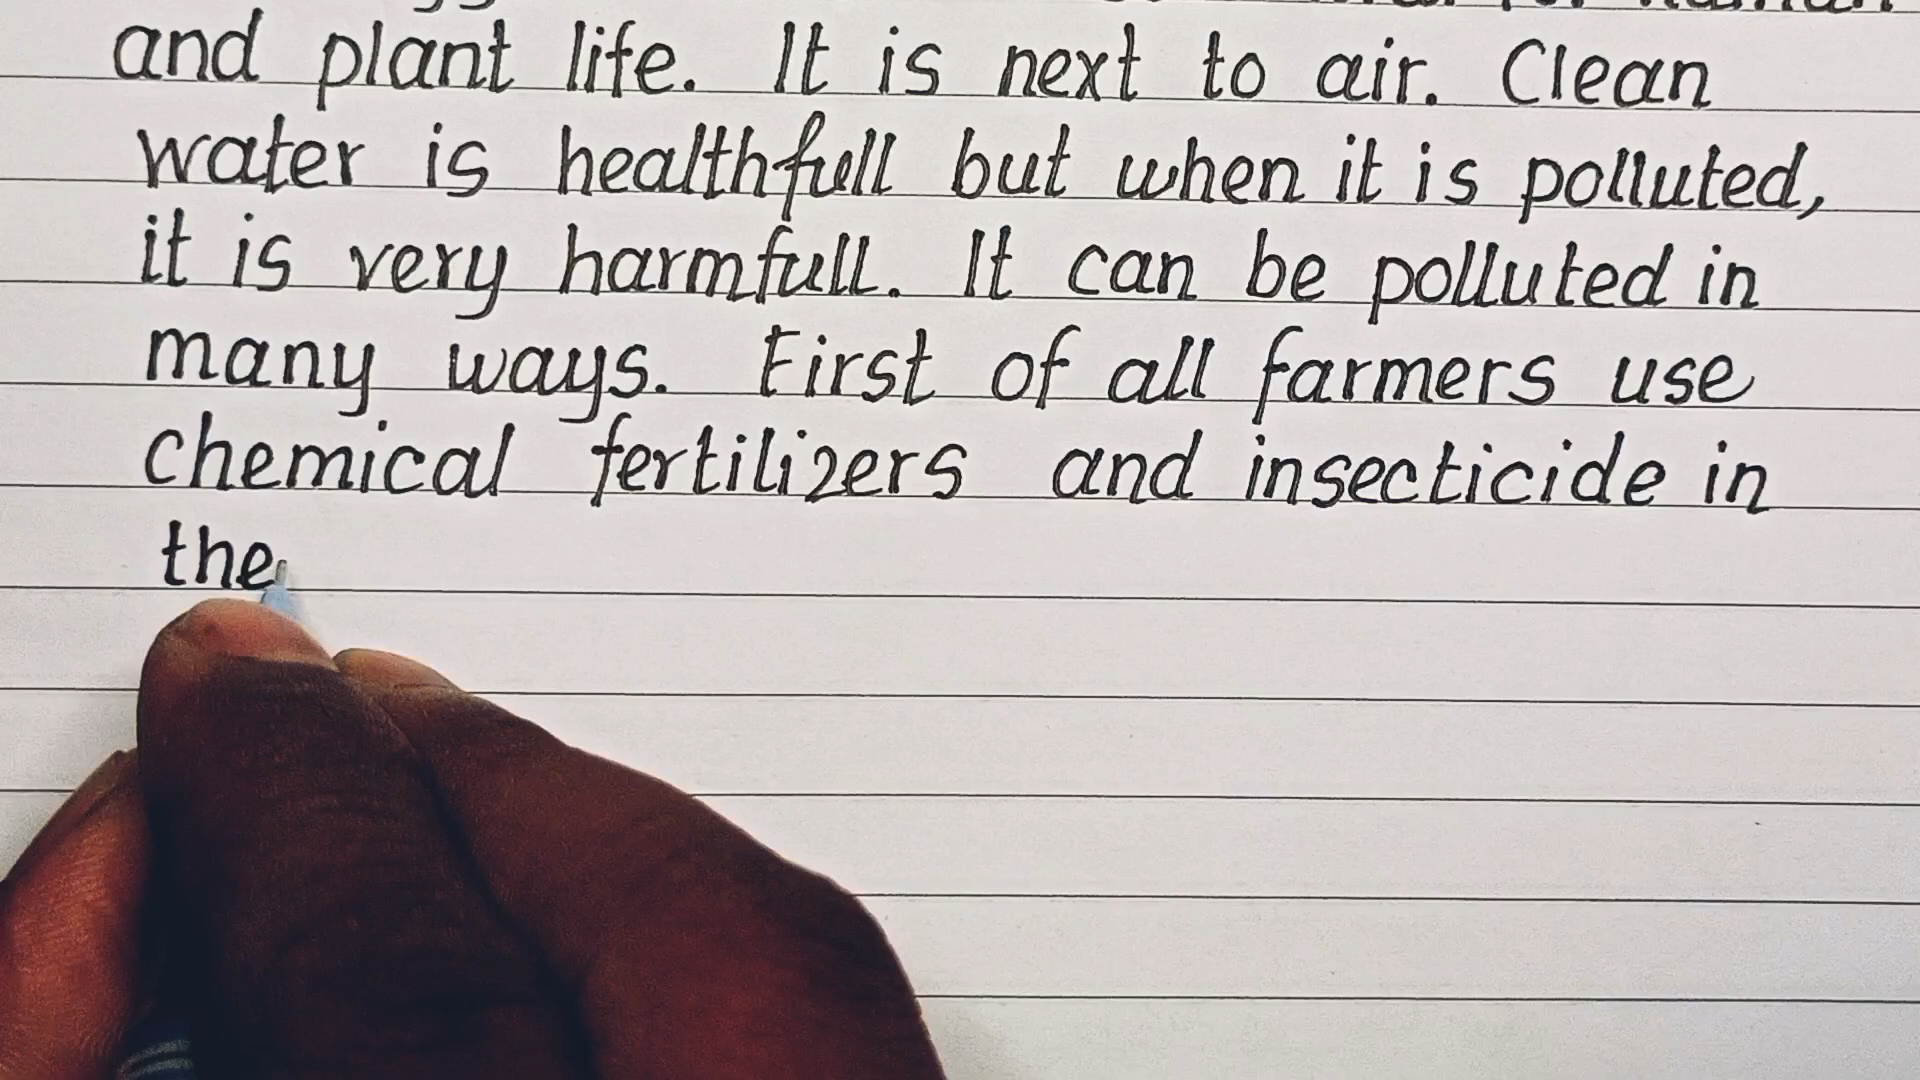 for human
and plant life. It is next to air. Clean
water is healthfull but when it is polluted,
it is very harmfull. It can be polluted in
many ways. First of all farmers use
chemical fertilizers and insecticide in
the